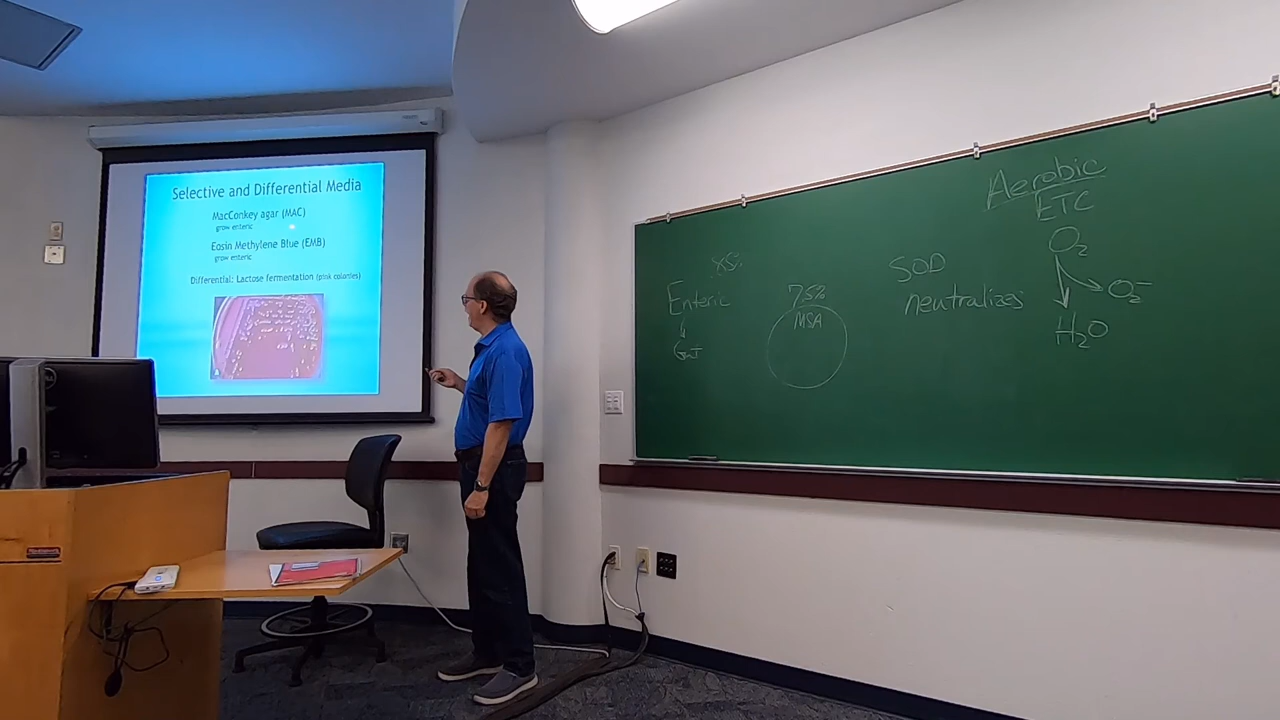 Selective and Differential Media
MacConkey agar (MAC)
grow enteric
Eosin Methylene Blue (EMB)
grow enteric
Differential: Lactose fermentation (pink colonies)
Enteric
Gut
7.5%
MSA
SOD
neutralizes
Aerobic
ETC
O₂
O₂⁻
H₂O
DELL